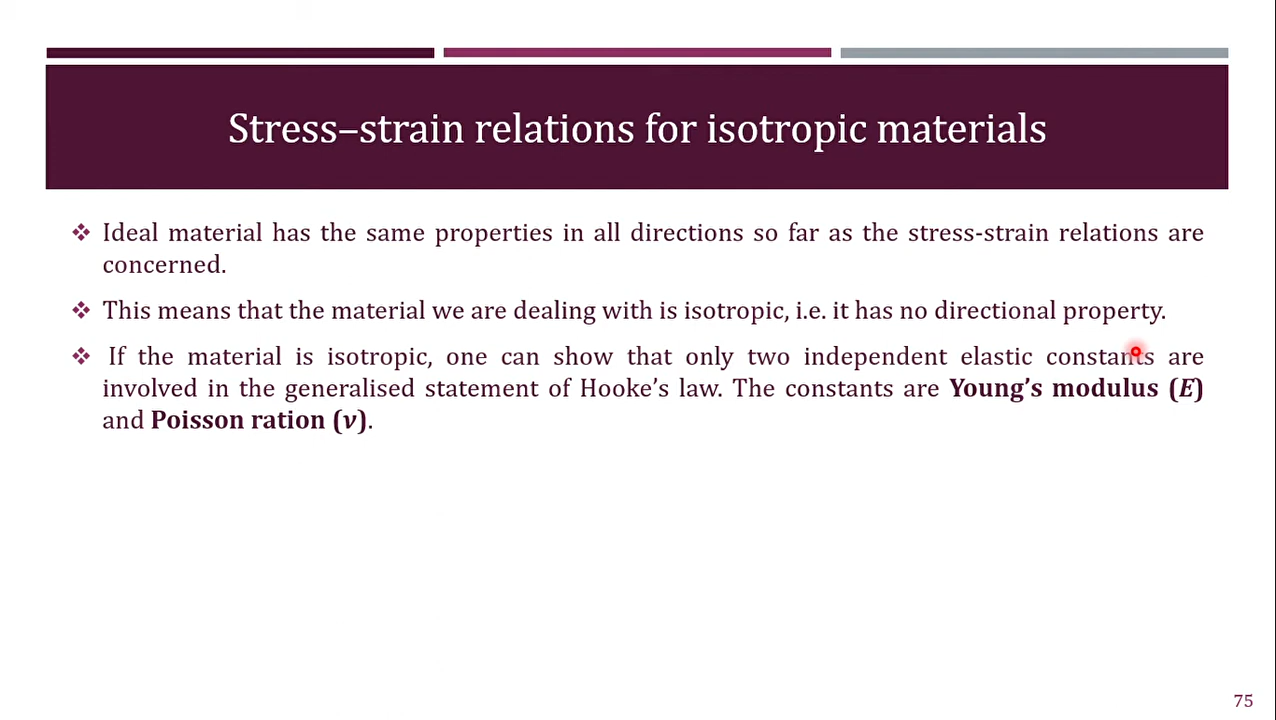 Stress–strain relations for isotropic materials
❖ Ideal material has the same properties in all directions so far as the stress-strain relations are
concerned.
❖ This means that the material we are dealing with is isotropic, i.e. it has no directional property.
❖ If the material is isotropic, one can show that only two independent elastic constants are
involved in the generalised statement of Hooke’s law. The constants are Young’s modulus (E)
and Poisson ration (ν).
75